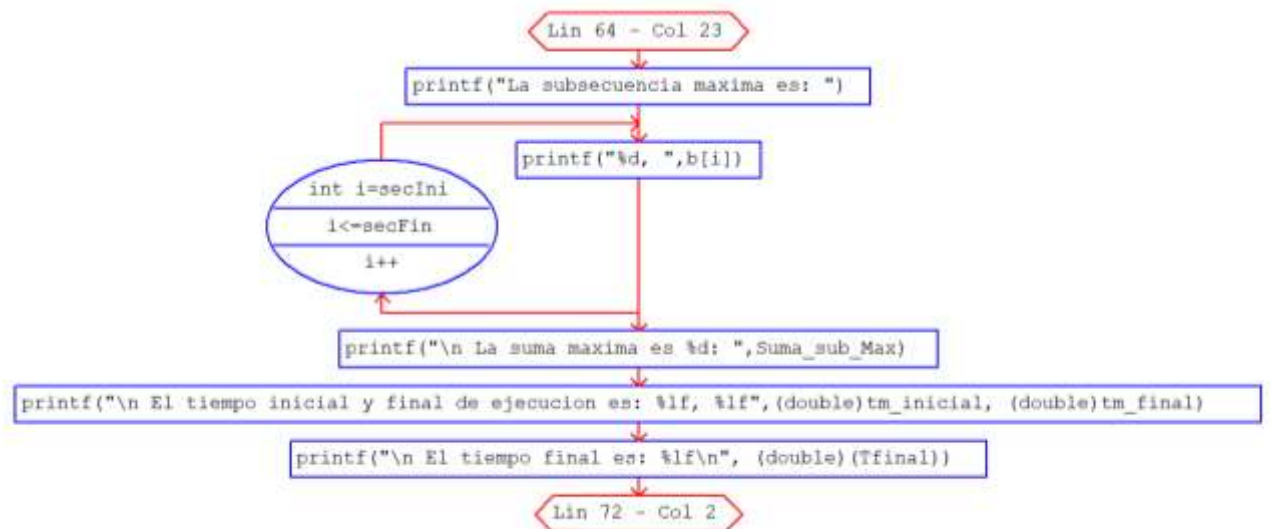 Lin 64 - Col 23
printf("La subsecuencia maxima es: ")
printf("%d, ",b[i])
int i=secIni
i<=secFin
i++
printf("\n La suma maxima es %d: ",Suma_sub_Max)
printf("\n El tiempo inicial y final de ejecucion es: %lf, %lf",(double)tm_inicial, (double)tm_final)
printf("\n El tiempo final es: %lf\n", (double)(Tfinal))
Lin 72 - Col 2